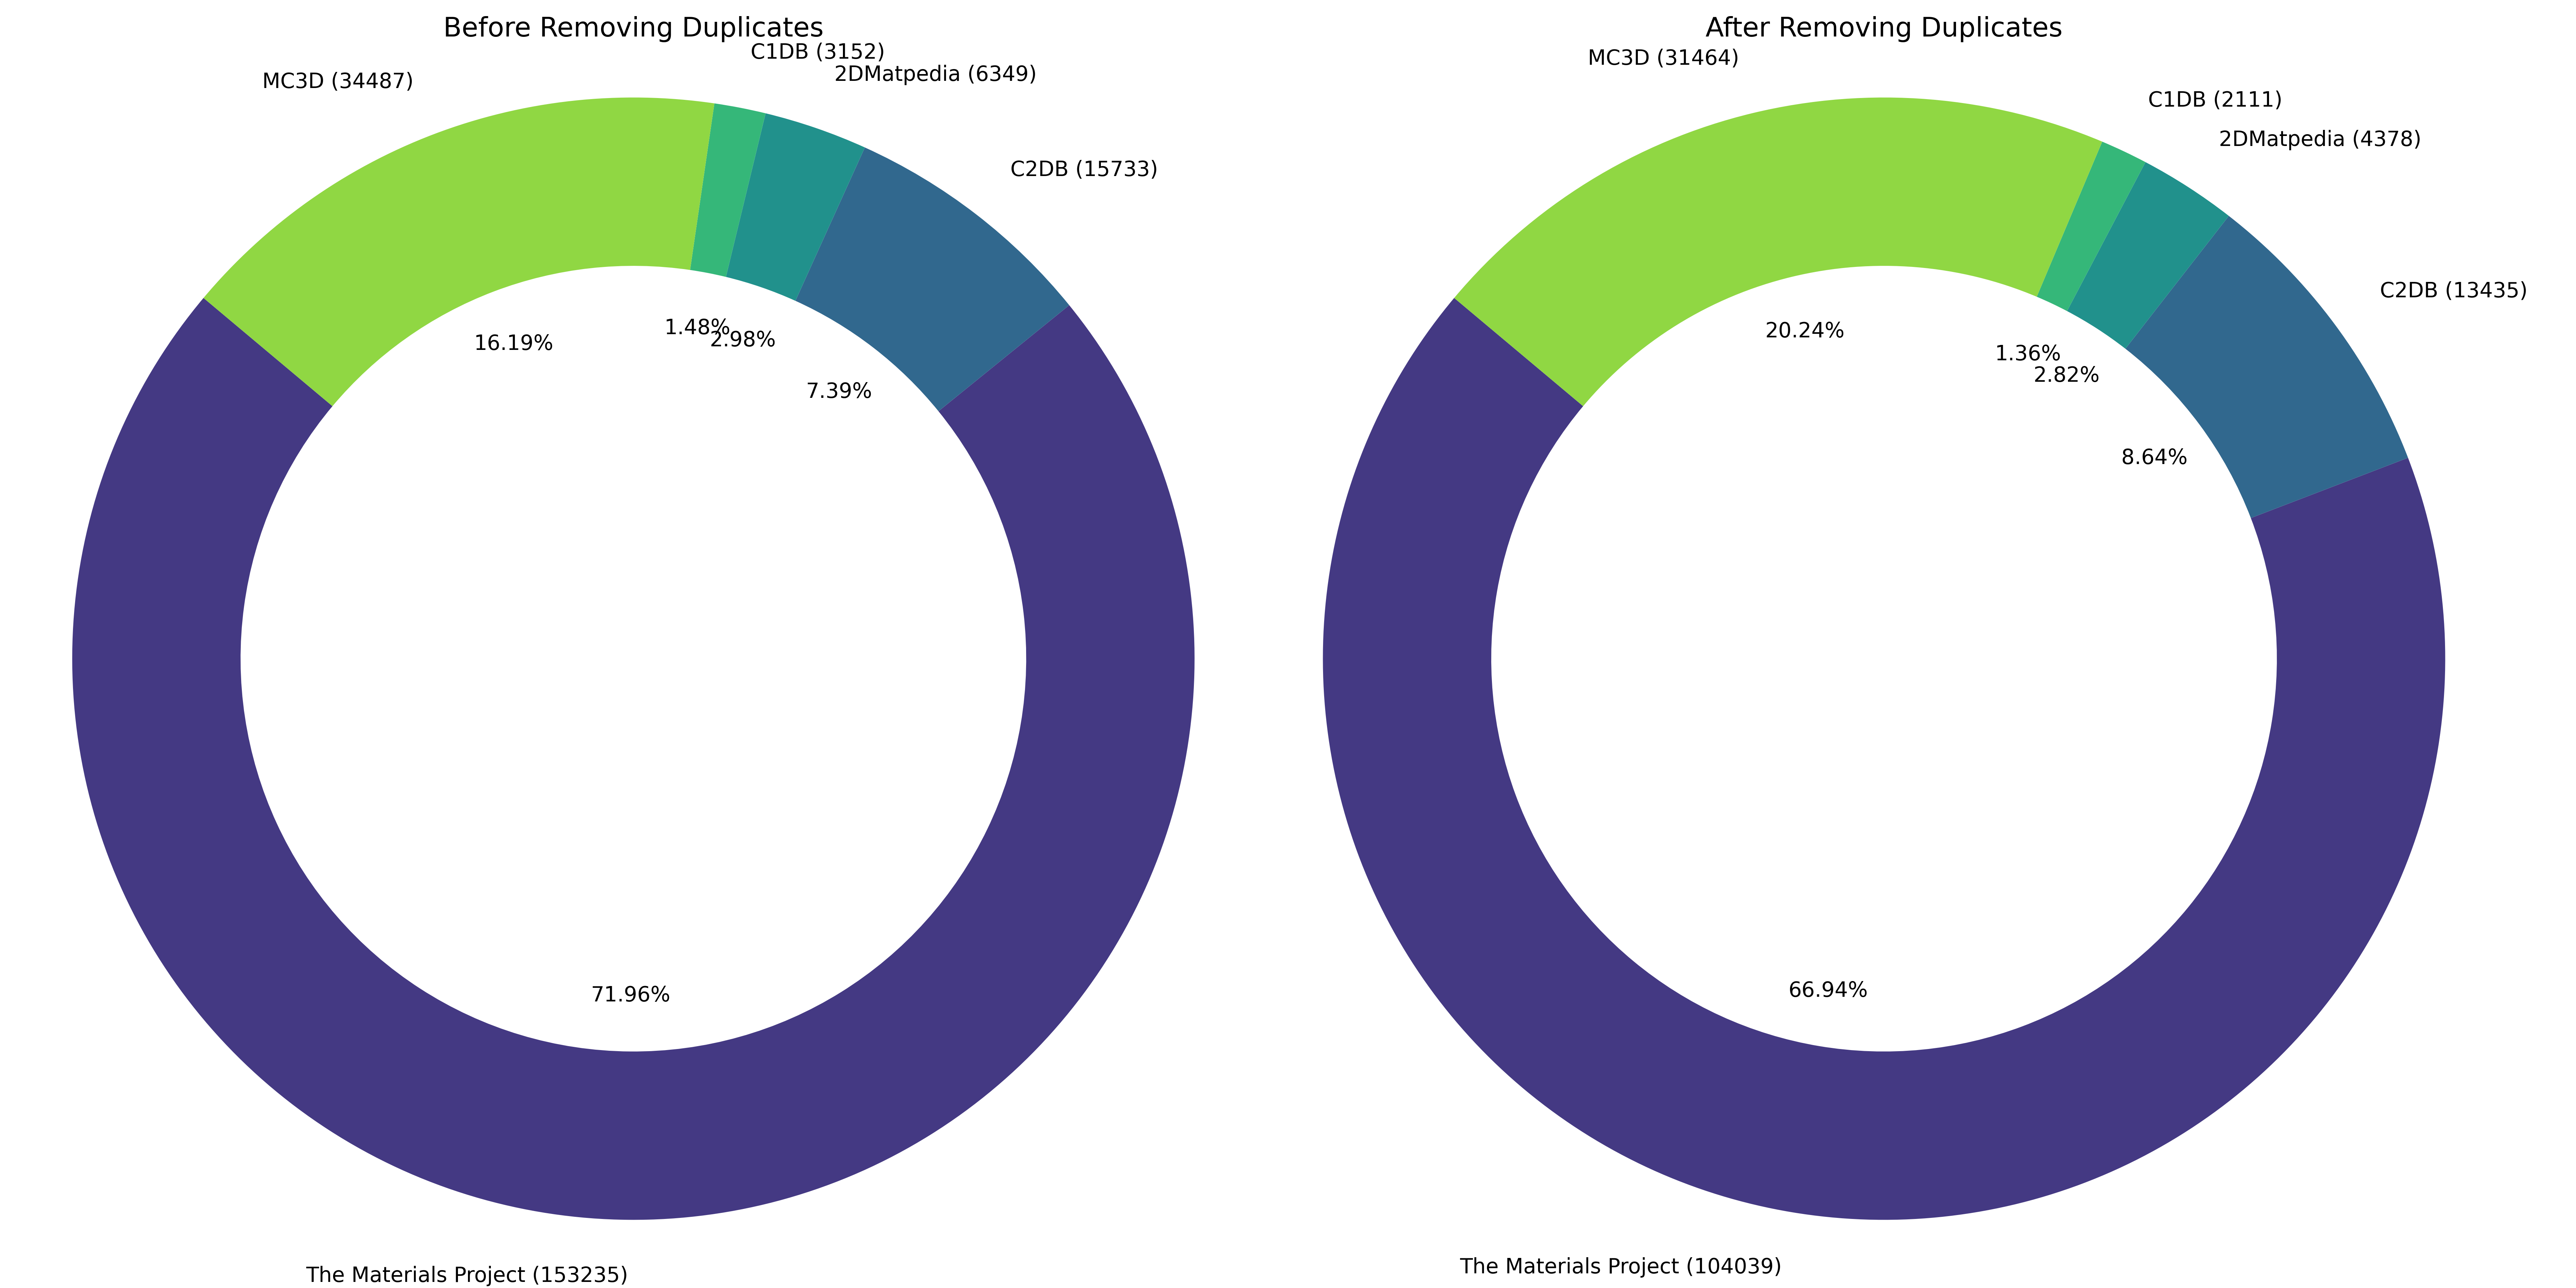 Before Removing Duplicates
C1DB (3152)
2DMatpedia (6349)
MC3D (34487)
C2DB (15733)
1.48%
2.98%
16.19%
7.39%
71.96%
The Materials Project (153235)
After Removing Duplicates
MC3D (31464)
C1DB (2111)
2DMatpedia (4378)
C2DB (13435)
20.24%
1.36%
2.82%
8.64%
66.94%
The Materials Project (104039)